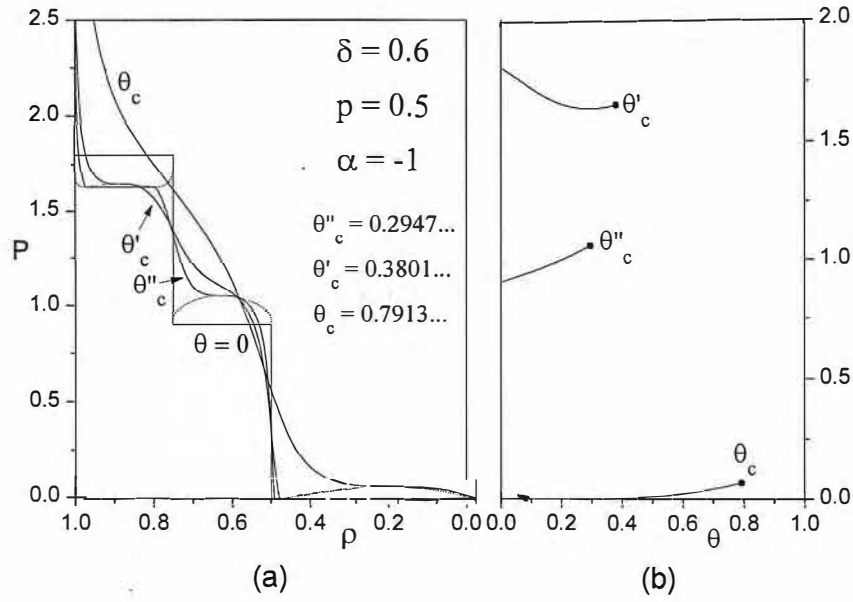 2.5
2.0
1.5
P
1.0
0.5
0.0
1.0 0.8 0.6 0.4 0.2 0.0
ρ
(a)
θc
δ = 0.6
p = 0.5
α = -1
θ"c = 0.2947...
θ'c = 0.3801...
θc = 0.7913...
θ'c
θ"c
θ = 0
2.0
1.5
1.0
0.5
0.0
0.0 0.2 0.4 0.6 0.8 1.0
θ
(b)
θ'c
θ"c
θc